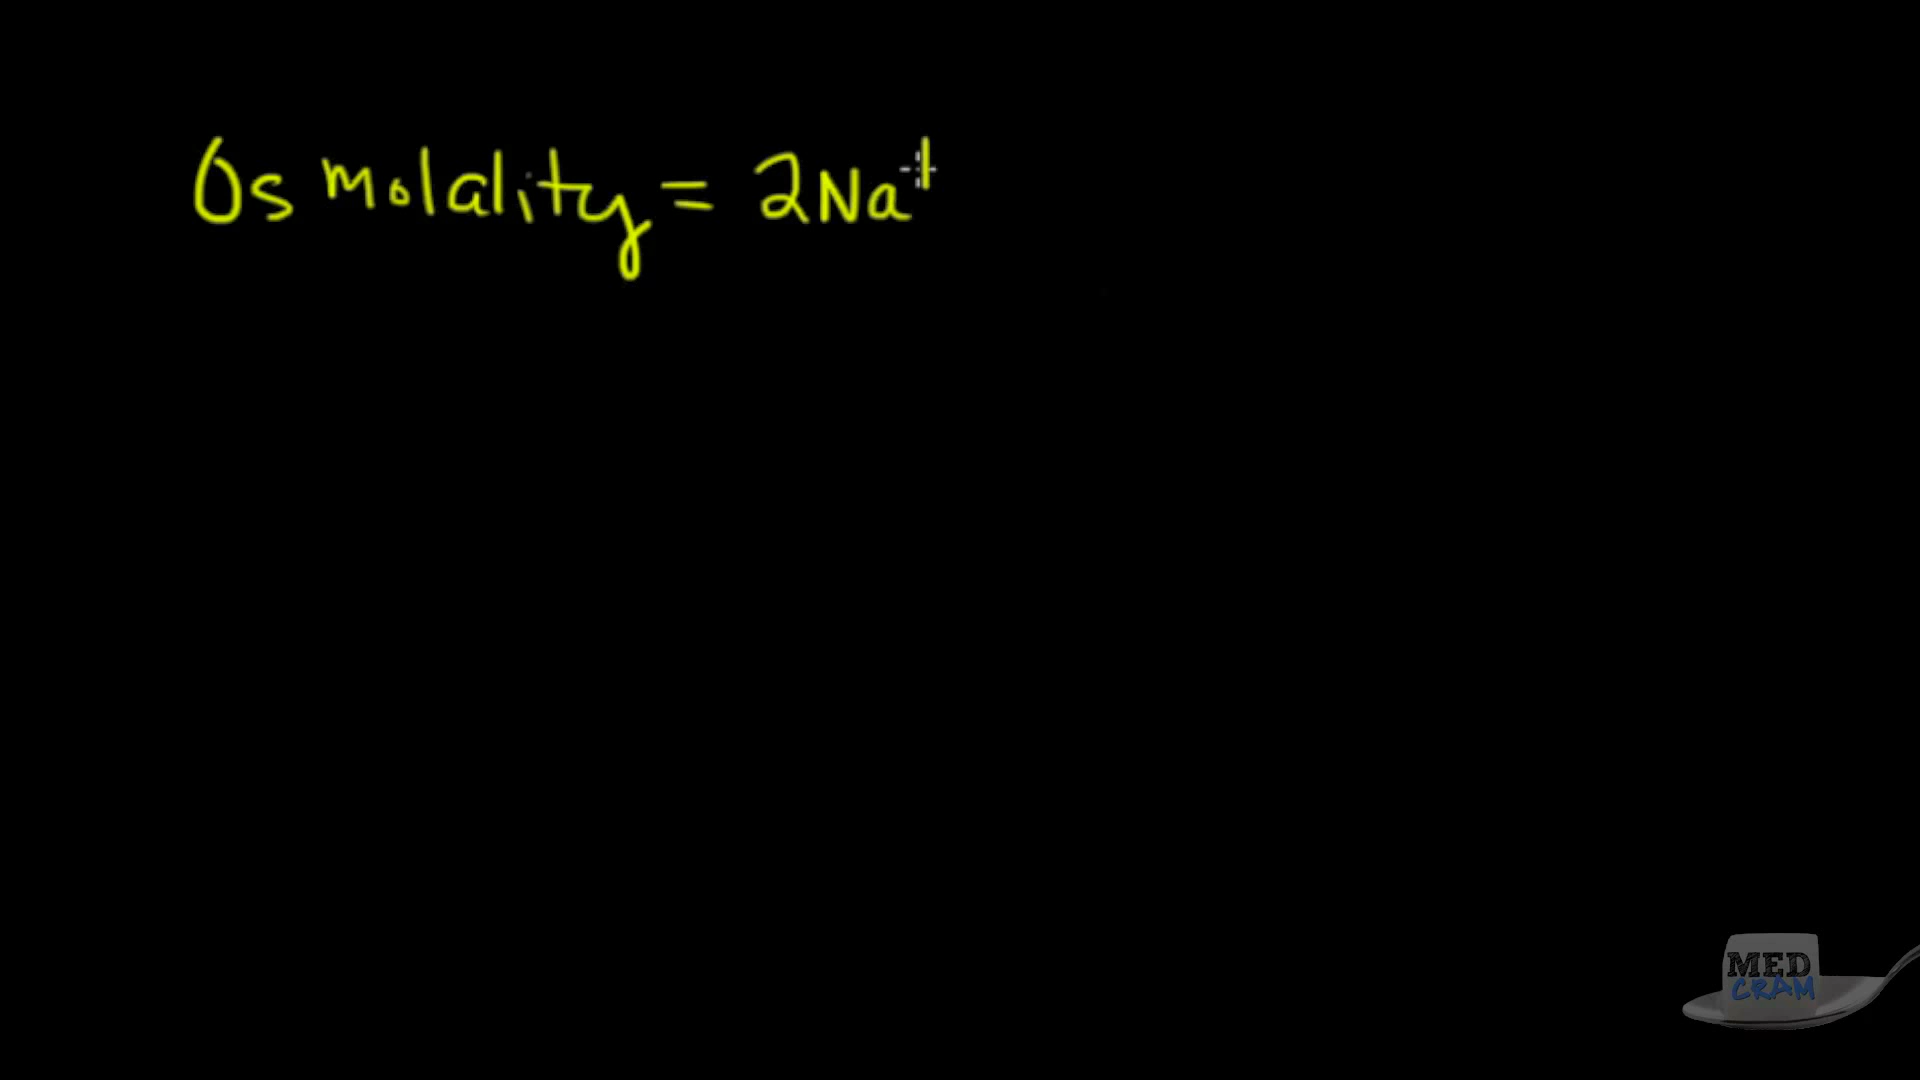 Osmolality = 2Na+
MED
CRAM